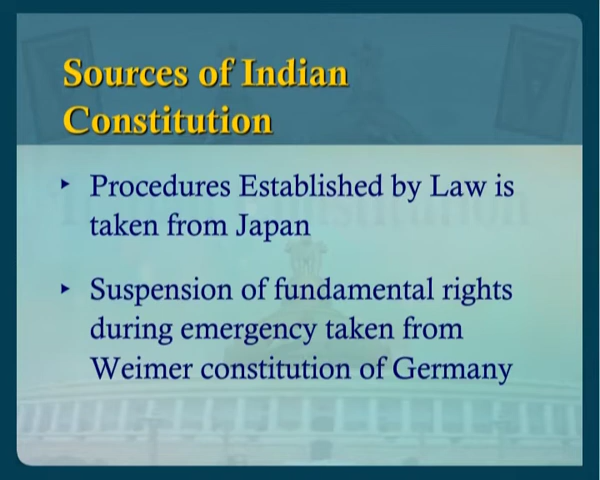 Sources of Indian
Constitution
‣ Procedures Established by Law is
taken from Japan
‣ Suspension of fundamental rights
during emergency taken from
Weimer constitution of Germany